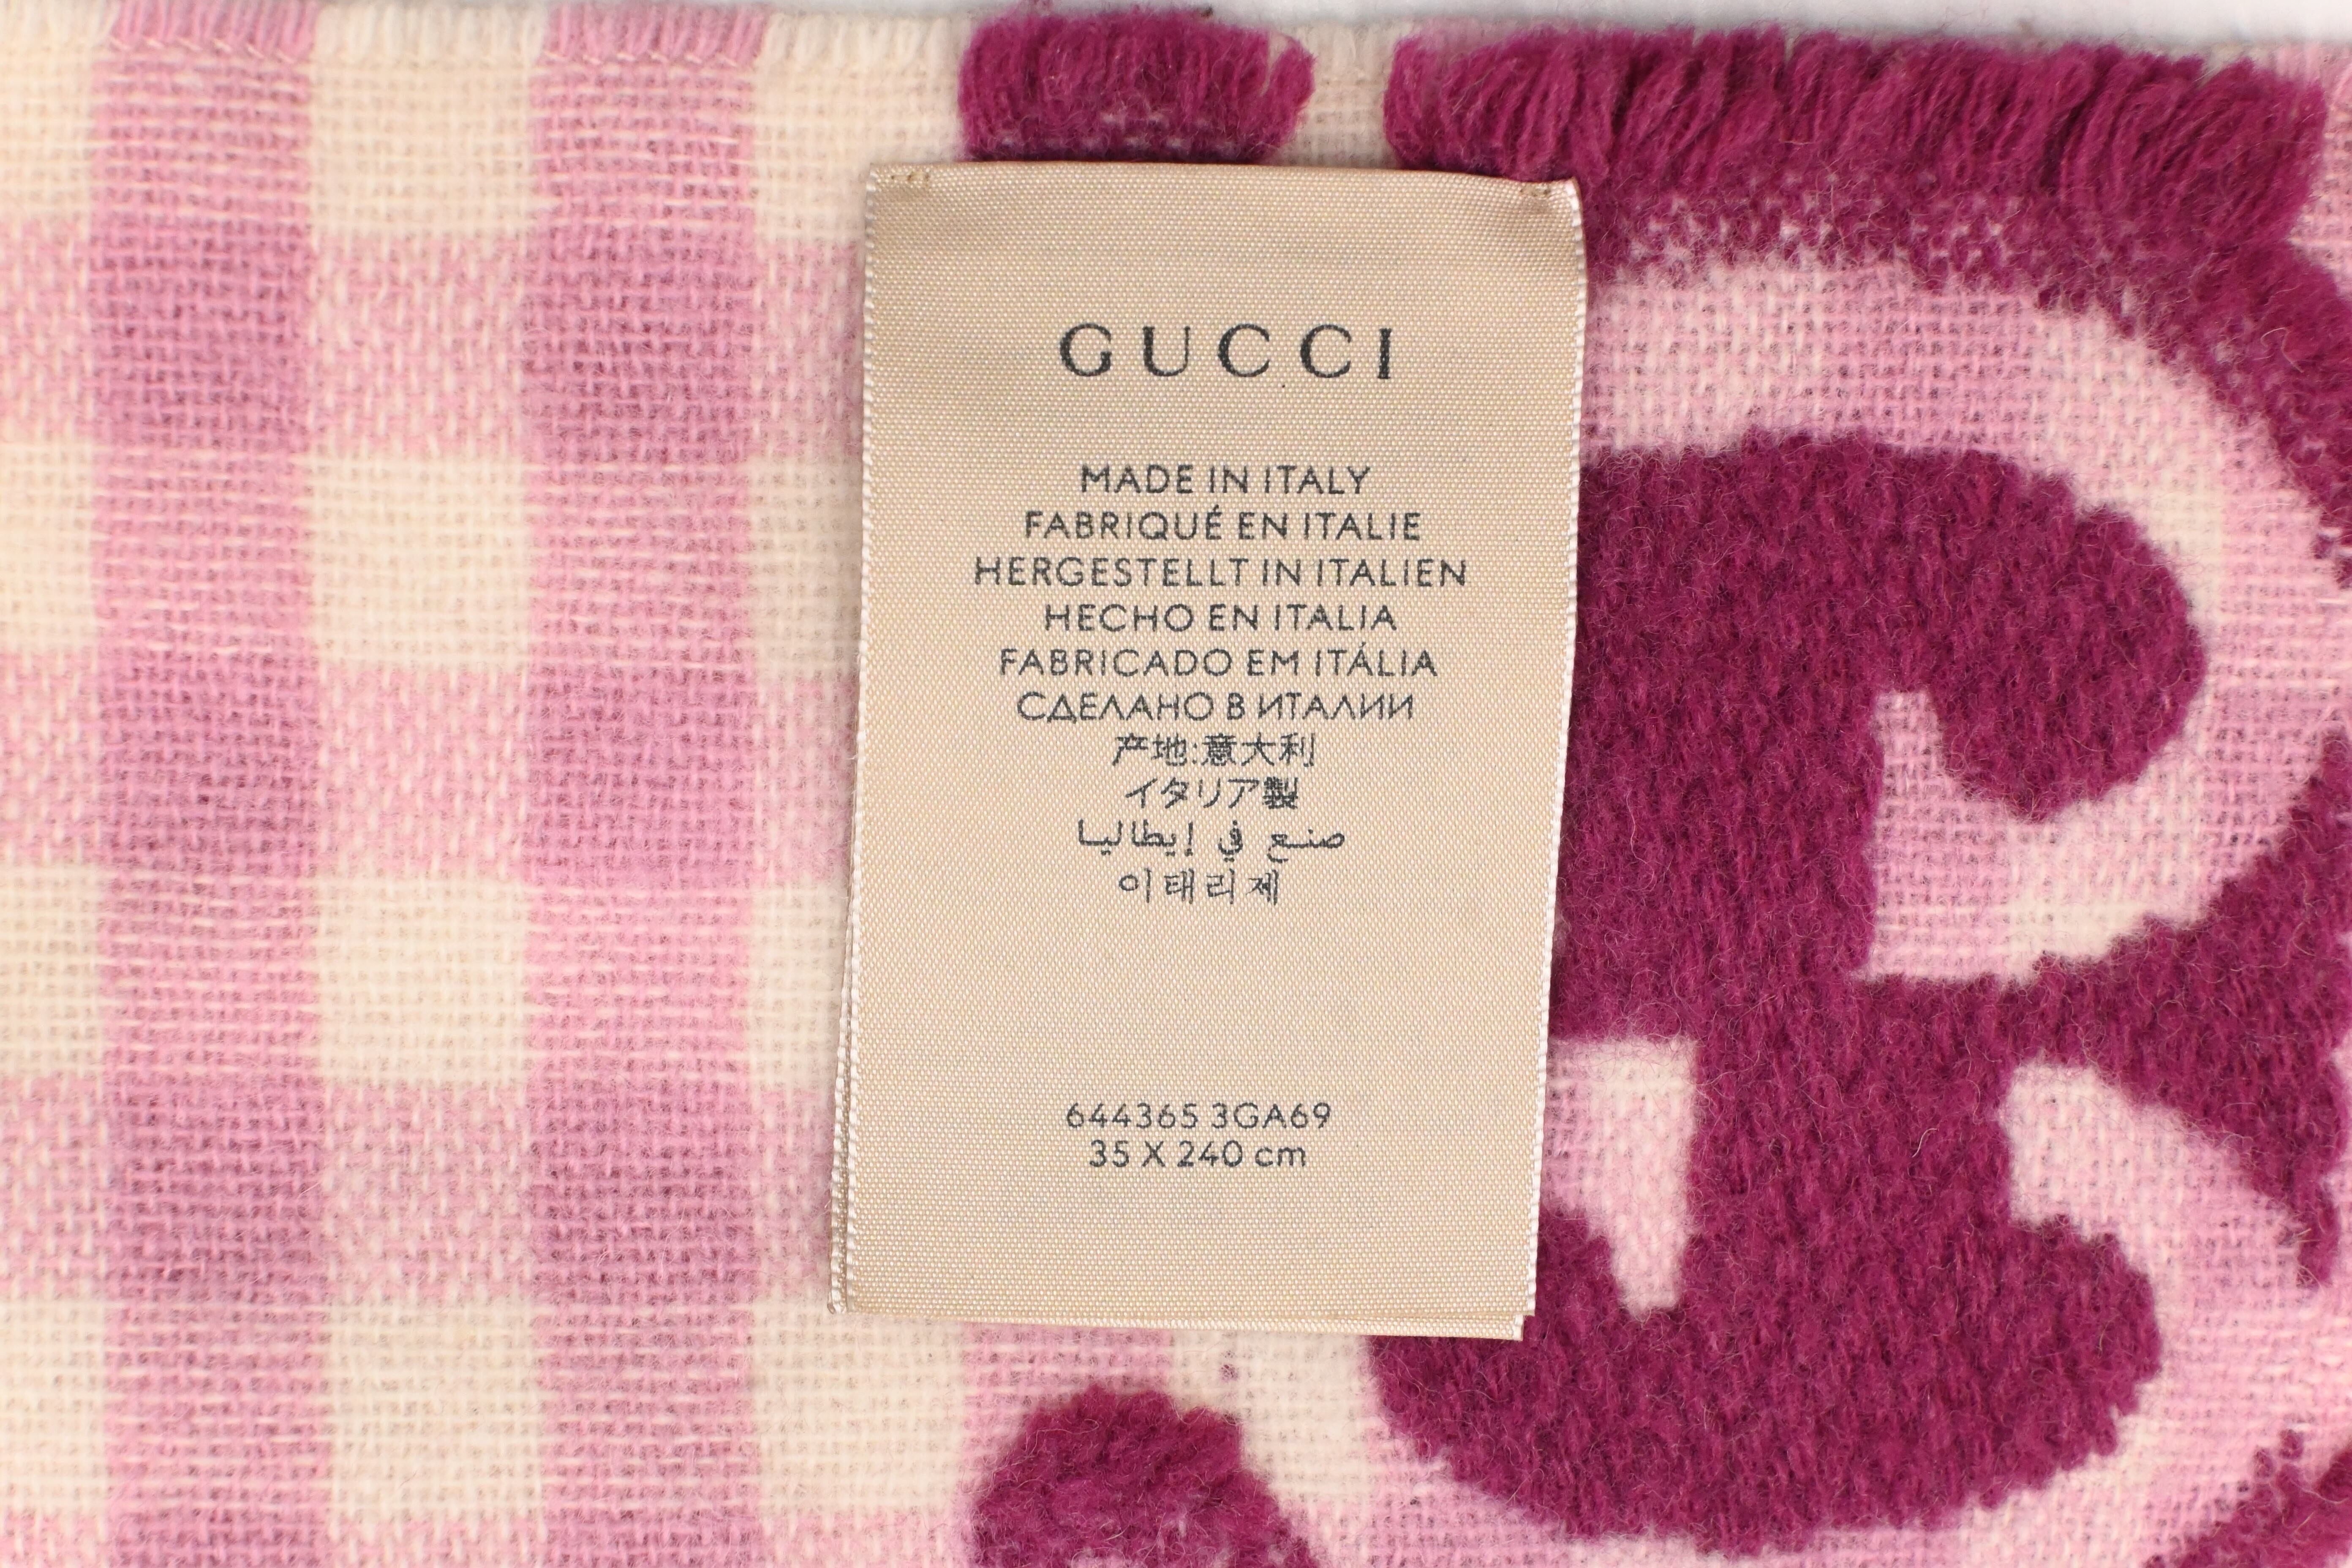 GUCCI
MADE IN ITALY
FABRIQUÉ EN ITALIE
HERGESTELLT IN ITALIEN
HECHO EN ITALIA
FABRICADO EM ITÁLIA
СДЕЛАНО В ИТАЛИИ
产地:意大利
イタリア製
صنع في إيطاليا
이태리제
644365 3GA69
35 X 240 cm